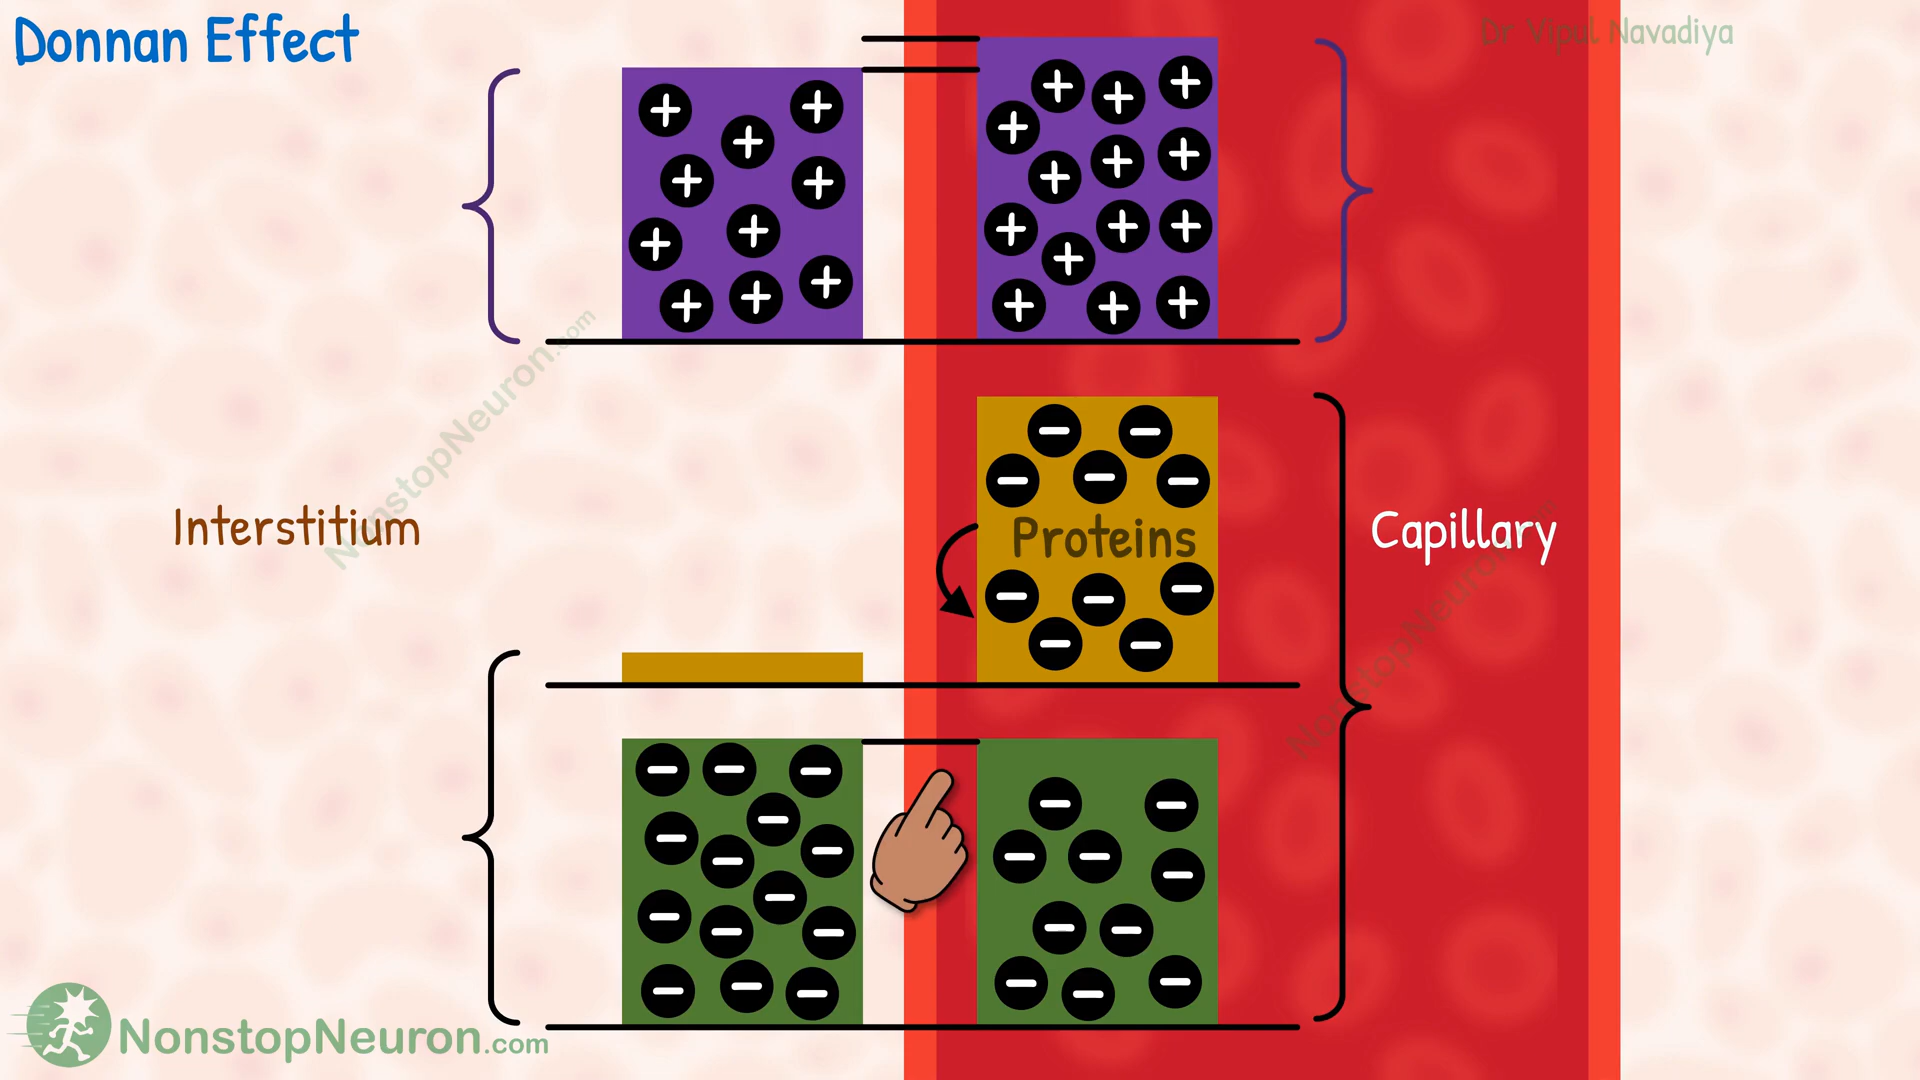 Donnan Effect
Dr Vipul Navadiya
NonstopNeuron.com
Interstitium
Proteins
Capillary
NonstopNeuron.com
NonstopNeuron.com